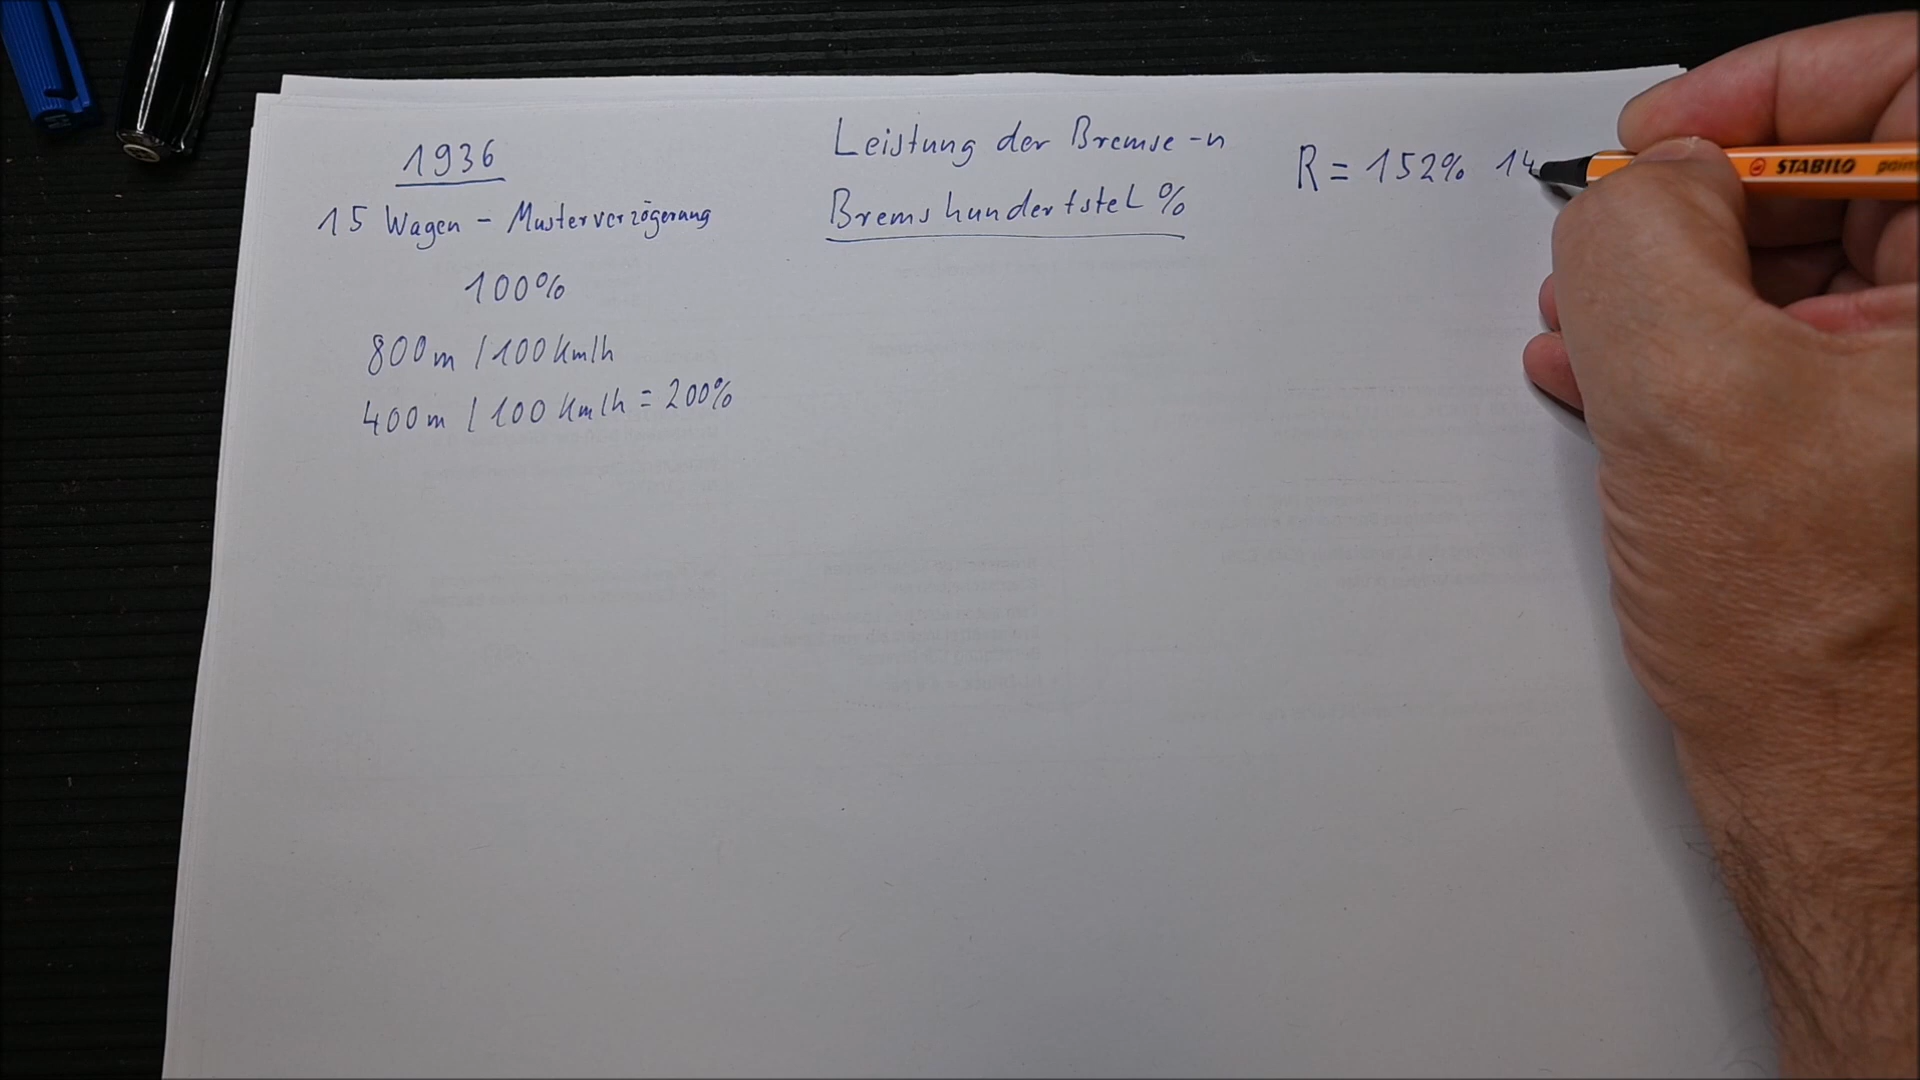 1936
15 Wagen - Musterverzögerung
100%
800m / 100 Km/h
400m / 100 Km/h = 200%
Leistung der Bremse -n
Bremshundertstel %
R = 152% 14
STABILO point